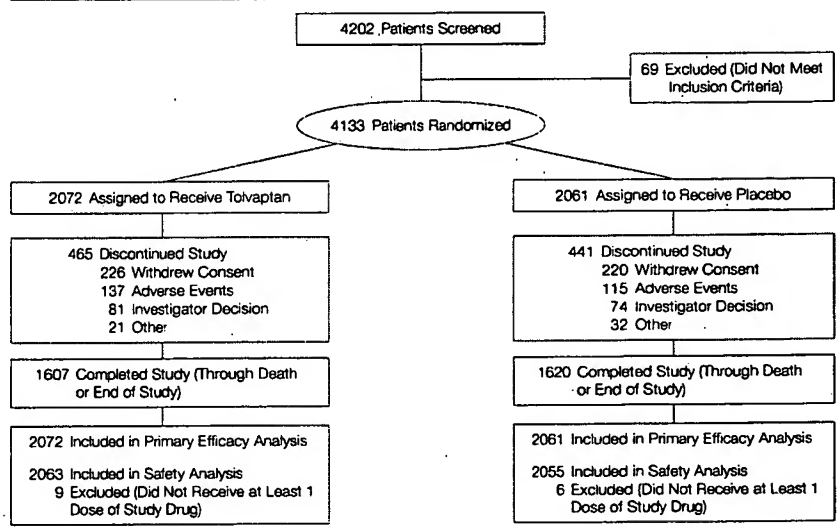 4202 Patients Screened
69 Excluded (Did Not Meet
Inclusion Criteria)
4133 Patients Randomized
2072 Assigned to Receive Tolvaptan
465 Discontinued Study
226 Withdrew Consent
137 Adverse Events
81 Investigator Decision
21 Other
1607 Completed Study (Through Death
or End of Study)
2072 Included in Primary Efficacy Analysis
2063 Included in Safety Analysis
9 Excluded (Did Not Receive at Least 1
Dose of Study Drug)
2061 Assigned to Receive Placebo
441 Discontinued Study
220 Withdrew Consent
115 Adverse Events
74 Investigator Decision
32 Other
1620 Completed Study (Through Death
or End of Study)
2061 Included in Primary Efficacy Analysis
2055 Included in Safety Analysis
6 Excluded (Did Not Receive at Least 1
Dose of Study Drug)